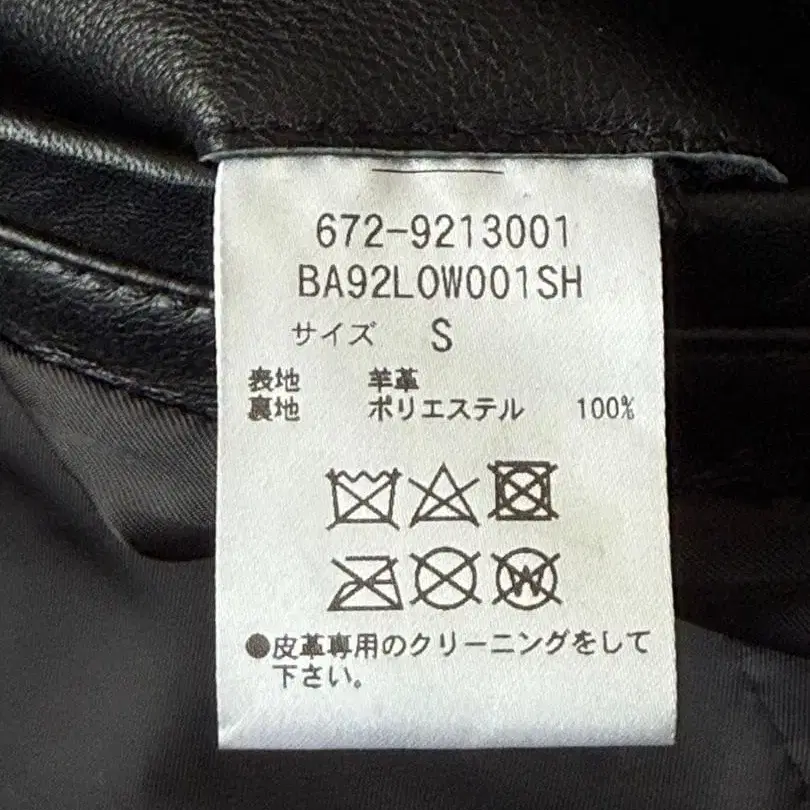 672-9213001
BA92LOW001SH
サイズ S
表地 羊革
裏地 ポリエステル 100%
W
●皮革専用のクリーニングをして
下さい。